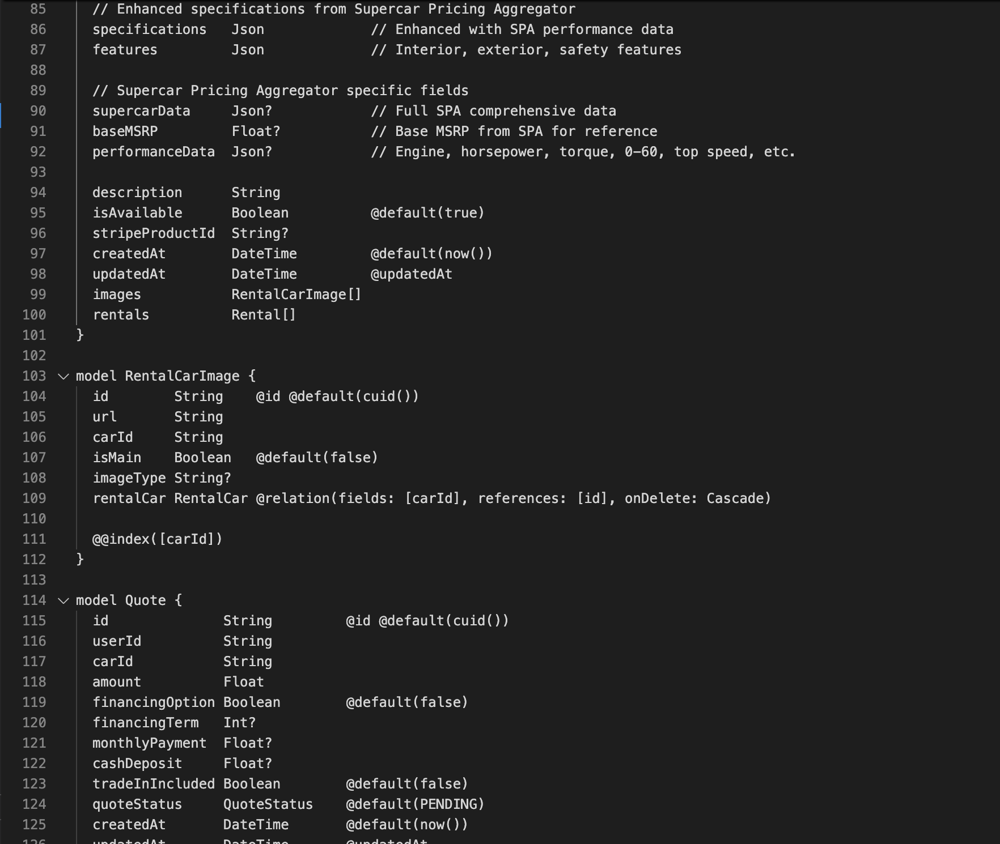 85 // Enhanced specifications from Supercar Pricing Aggregator
86 specifications Json // Enhanced with SPA performance data
87 features Json // Interior, exterior, safety features
88
89 // Supercar Pricing Aggregator specific fields
90 supercarData Json? // Full SPA comprehensive data
91 baseMSRP Float? // Base MSRP from SPA for reference
92 performanceData Json? // Engine, horsepower, torque, 0-60, top speed, etc.
93
94 description String
95 isAvailable Boolean @default(true)
96 stripeProductId String?
97 createdAt DateTime @default(now())
98 updatedAt DateTime @updatedAt
99 images RentalCarImage[]
100 rentals Rental[]
101 }
102
103 model RentalCarImage {
104 id String @id @default(cuid())
105 url String
106 carId String
107 isMain Boolean @default(false)
108 imageType String?
109 rentalCar RentalCar @relation(fields: [carId], references: [id], onDelete: Cascade)
110
111 @@index([carId])
112 }
113
114 model Quote {
115 id String @id @default(cuid())
116 userId String
117 carId String
118 amount Float
119 financingOption Boolean @default(false)
120 financingTerm Int?
121 monthlyPayment Float?
122 cashDeposit Float?
123 tradeInIncluded Boolean @default(false)
124 quoteStatus QuoteStatus @default(PENDING)
125 createdAt DateTime @default(now())
126 updatedAt DateTime @updatedAt